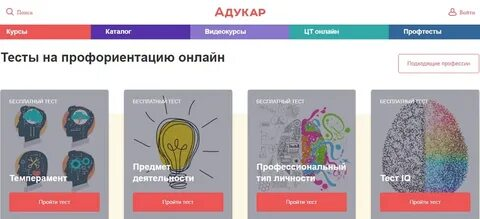 Поиск
АДУКАР
Войти
Курсы
Каталог
Видеокурсы
ЦТ онлайн
Профтесты
Тесты на профориентацию онлайн
Подходящие профессии
БЕСПЛАТНЫЙ ТЕСТ
Темперамент
Пройти тест
БЕСПЛАТНЫЙ ТЕСТ
Предмет
деятельности
Пройти тест
БЕСПЛАТНЫЙ ТЕСТ
Профессиональный
тип личности
Пройти тест
БЕСПЛАТНЫЙ ТЕСТ
Тест IQ
Пройти тест